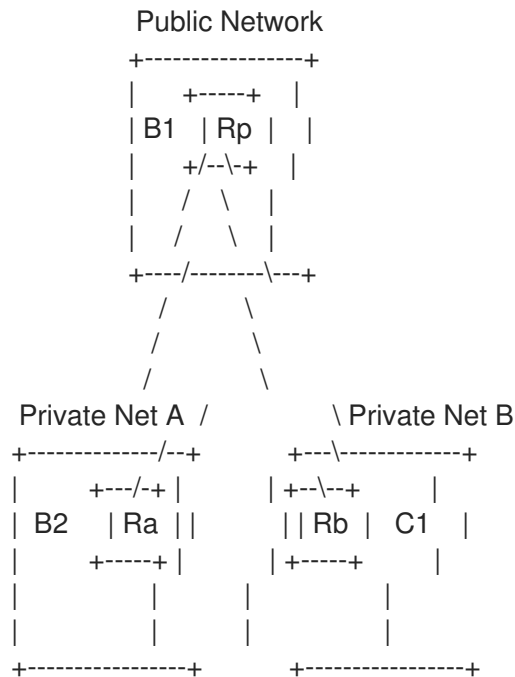 Public Network
+-----------------+
|      +-----+    |
| B1   | Rp  |    |
|      +/--\-+    |
|      /    \     |
|     /      \    |
+----/---------\---+
/          \
/            \
/              \
Private Net A  /                \ Private Net B
+--------------/--+          +---\-------------+
|        +---/-+ |          | +--\--+         |
| B2     | Ra | |          | | Rb  |   C1    |
|        +-----+ |          | +-----+         |
|                |          |                 |
|                |          |                 |
+-----------------+          +-----------------+